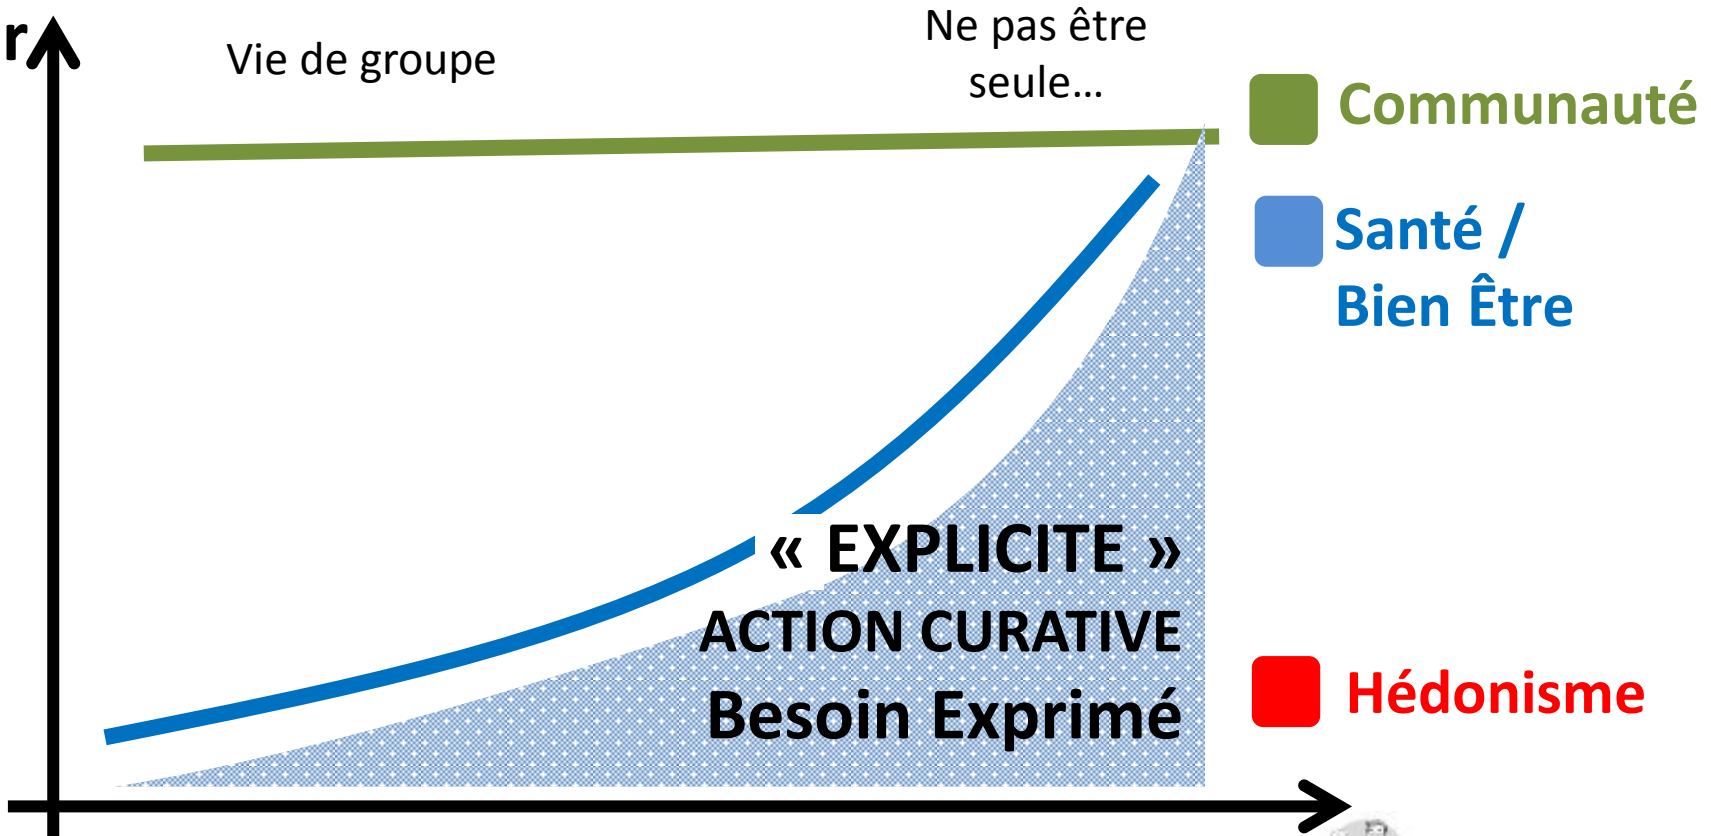 r
Vie de groupe
Ne pas être
seule…
Communauté
Santé /
Bien Être
« EXPLICITE »
ACTION CURATIVE
Besoin Exprimé
Hédonisme